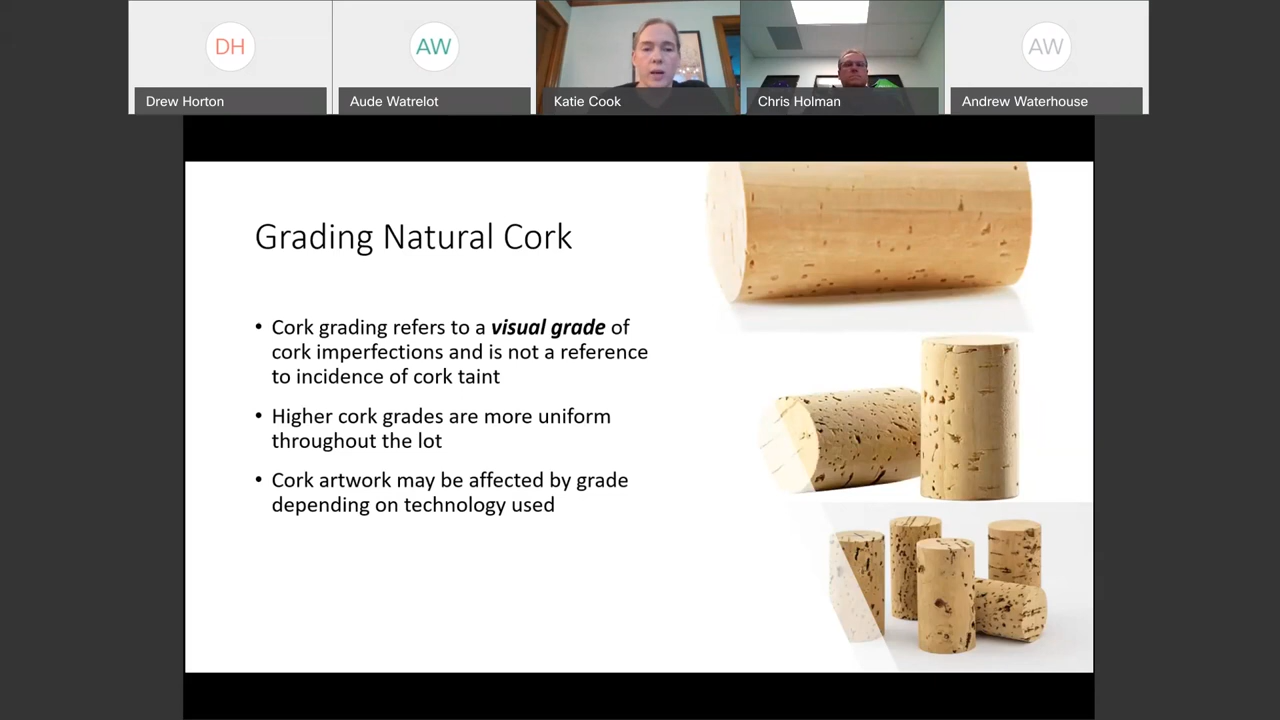 DH
AW
AW
Drew Horton
Aude Watrelot
Katie Cook
Chris Holman
Andrew Waterhouse
Grading Natural Cork
• Cork grading refers to a visual grade of
cork imperfections and is not a reference
to incidence of cork taint
• Higher cork grades are more uniform
throughout the lot
• Cork artwork may be affected by grade
depending on technology used